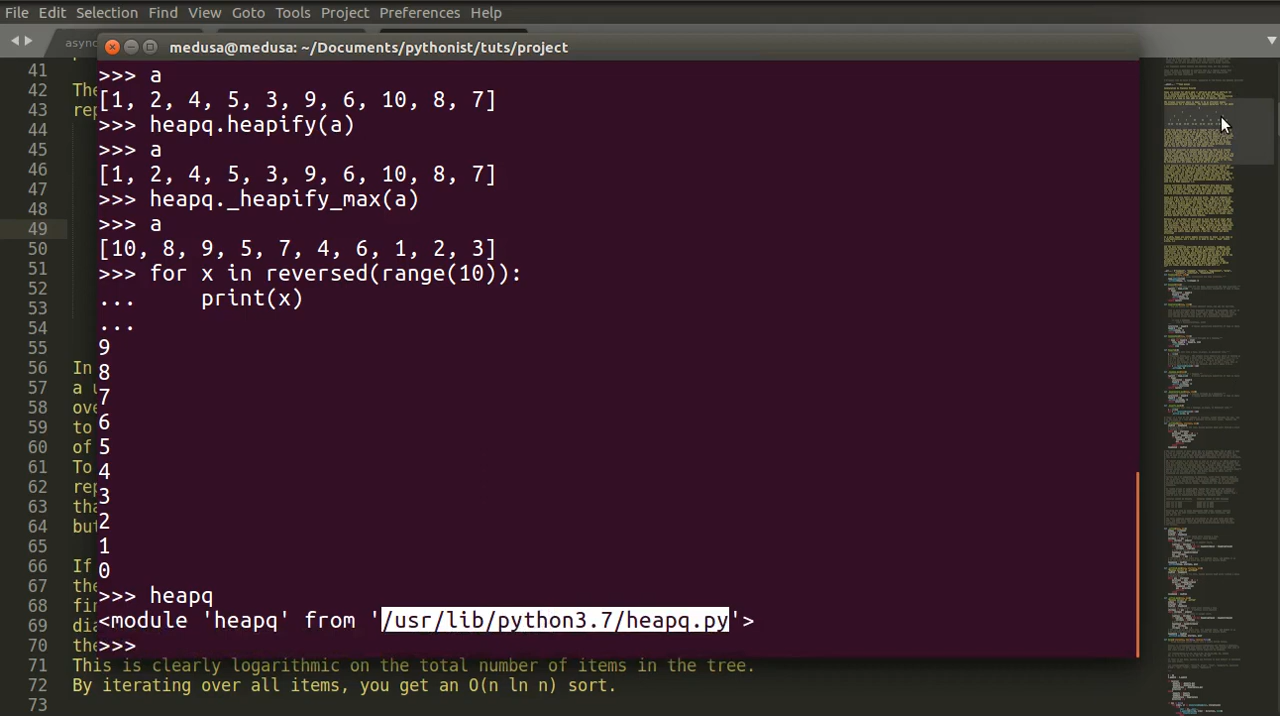 File Edit Selection Find View Goto Tools Project Preferences Help
async
medusa@medusa: ~/Documents/pythonist/tuts/project
41
42 The
43 rep
44
45
46
47
48
49
50
51
52
53
54
55
56 In
57 a u
58 ove
59 to
60 of
61 To
62 rep
63 tha
64 but
65
66 If
67 the
68 fin
69 dia
70 the
71 This is clearly logarithmic on the total number of items in the tree.
72 By iterating over all items, you get an O(n ln n) sort.
73
>>> a
[1, 2, 4, 5, 3, 9, 6, 10, 8, 7]
>>> heapq.heapify(a)
>>> a
[1, 2, 4, 5, 3, 9, 6, 10, 8, 7]
>>> heapq._heapify_max(a)
>>> a
[10, 8, 9, 5, 7, 4, 6, 1, 2, 3]
>>> for x in reversed(range(10)):
...     print(x)
...
9
8
7
6
5
4
3
2
1
0
>>> heapq
<module 'heapq' from '/usr/lib/python3.7/heapq.py'>
>>>